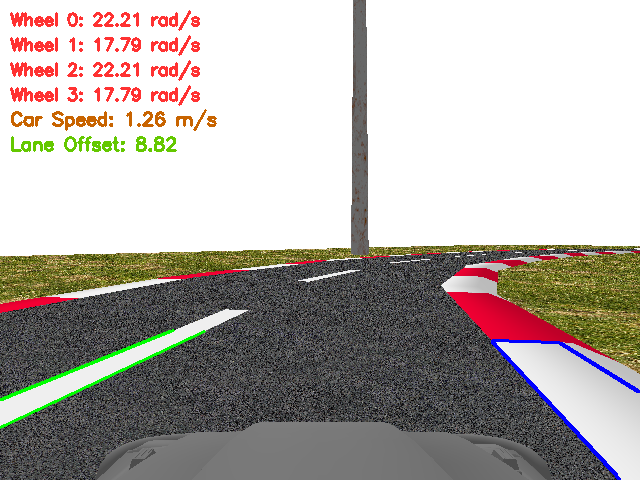 Wheel 0: 22.21 rad/s
Wheel 1: 17.79 rad/s
Wheel 2: 22.21 rad/s
Wheel 3: 17.79 rad/s
Car Speed: 1.26 m/s
Lane Offset: 8.82